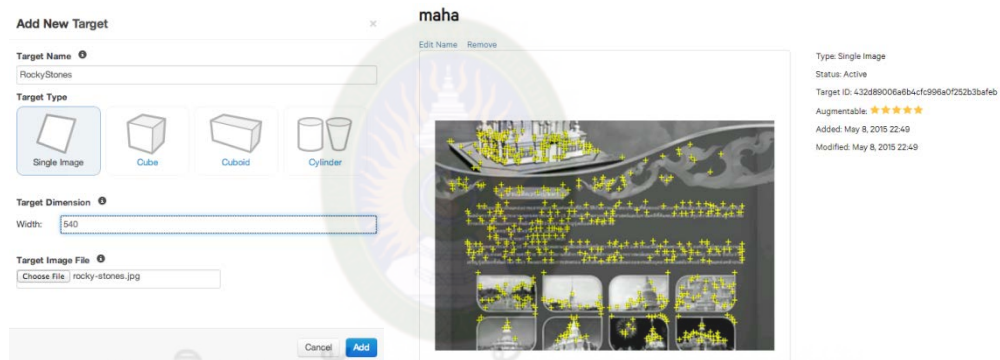 Add New Target
×
Target Name
RockyStones
Target Type
Single Image
Cube
Cuboid
Cylinder
Target Dimension
Width: 540
Target Image File
Choose File rocky-stones.jpg
Cancel
Add
maha
Edit Name Remove
Type: Single Image
Status: Active
Target ID: 432d89006a6b4cfc996a0f252b3bafeb
Augmentable:
Added: May 8, 2015 22:49
Modified: May 8, 2015 22:49